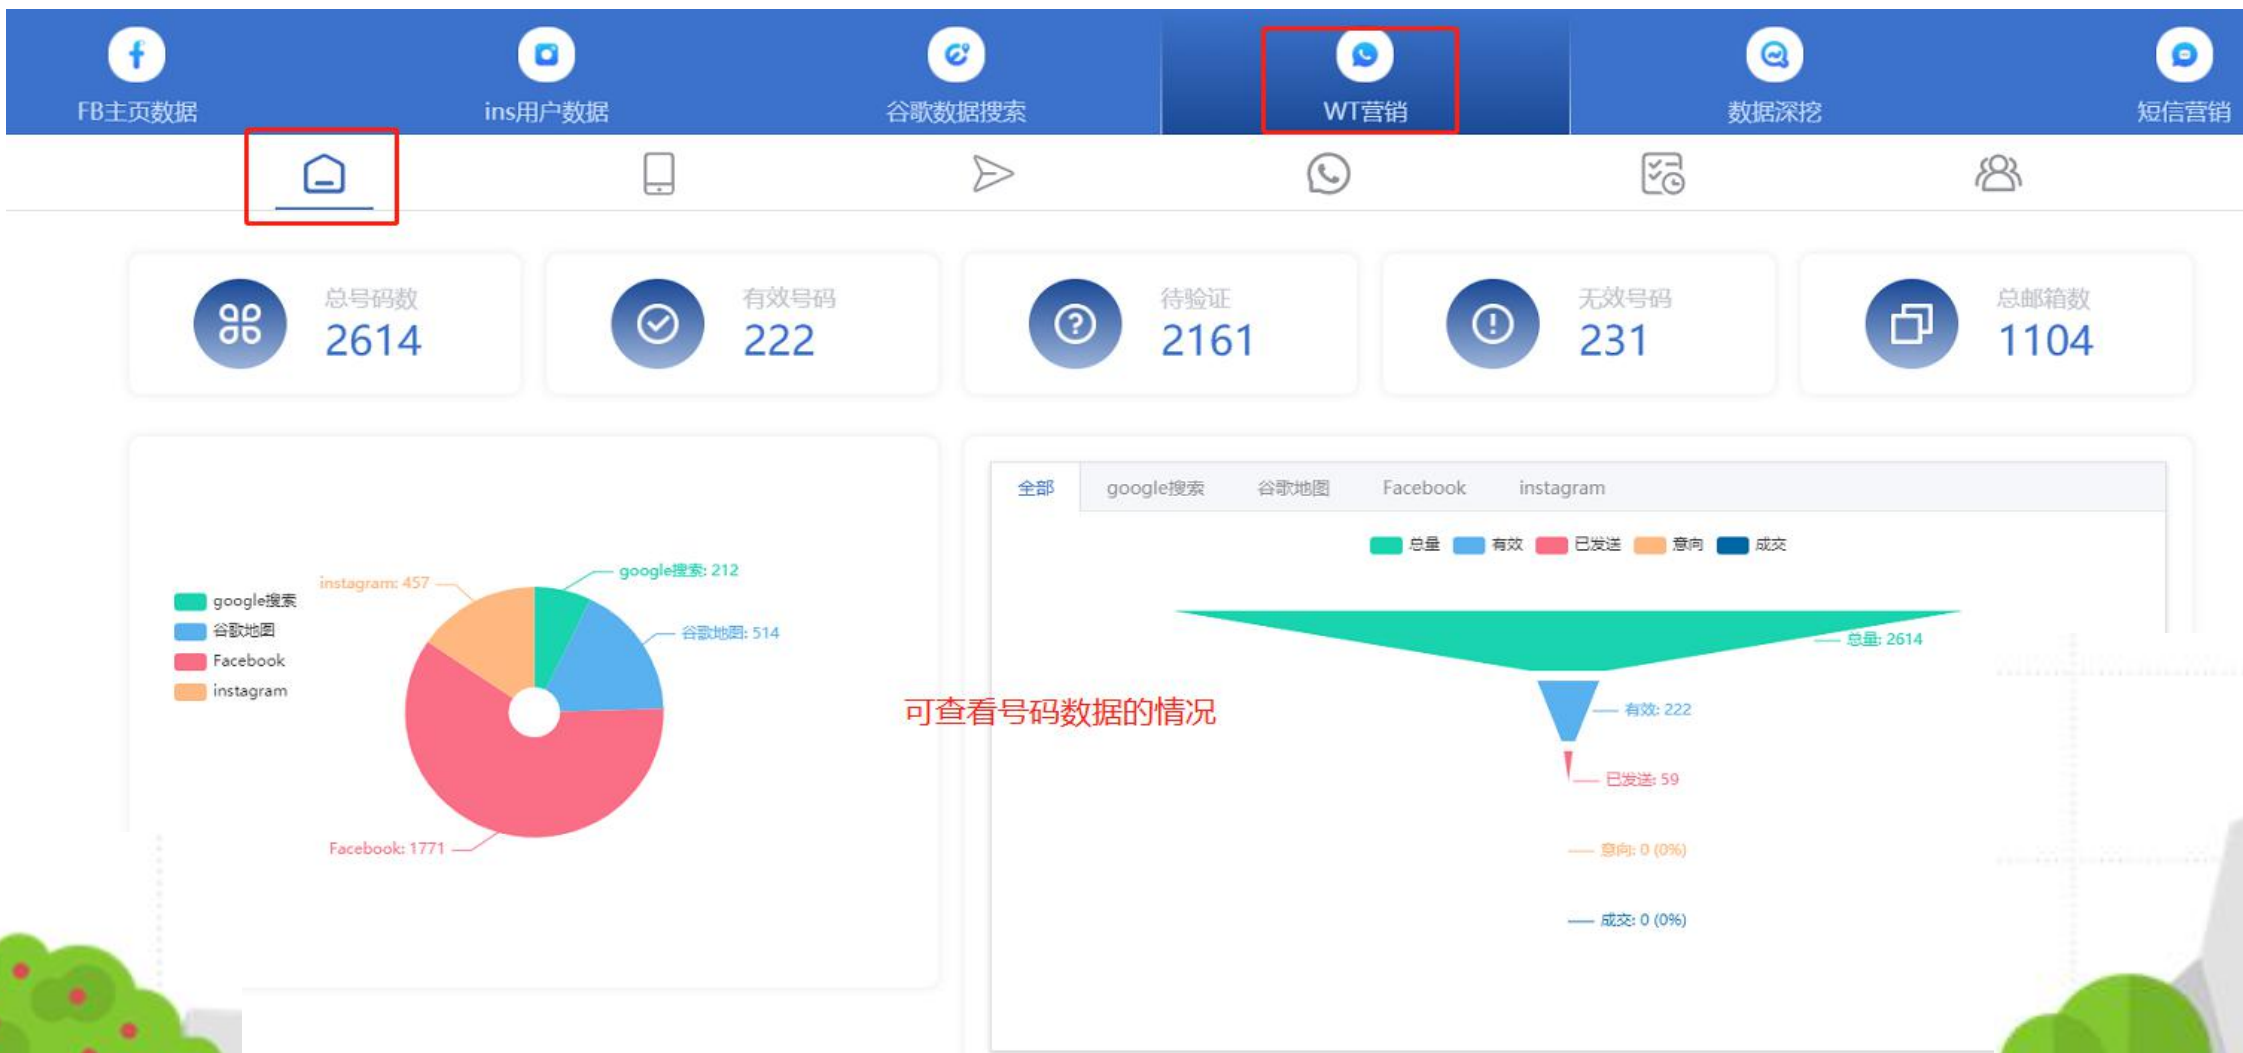 FB主页数据
ins用户数据
谷歌数据搜索
WT营销
数据深挖
短信营销
总号码数
2614
有效号码
222
待验证
2161
无效号码
231
总邮箱数
1104
google搜索
谷歌地图
Facebook
instagram
instagram: 457
google搜索: 212
谷歌地图: 514
Facebook: 1771
可查看号码数据的情况
全部
google搜索
谷歌地图
Facebook
instagram
总量
有效
已发送
意向
成交
总量: 2614
有效: 222
已发送: 59
意向: 0 (0%)
成交: 0 (0%)